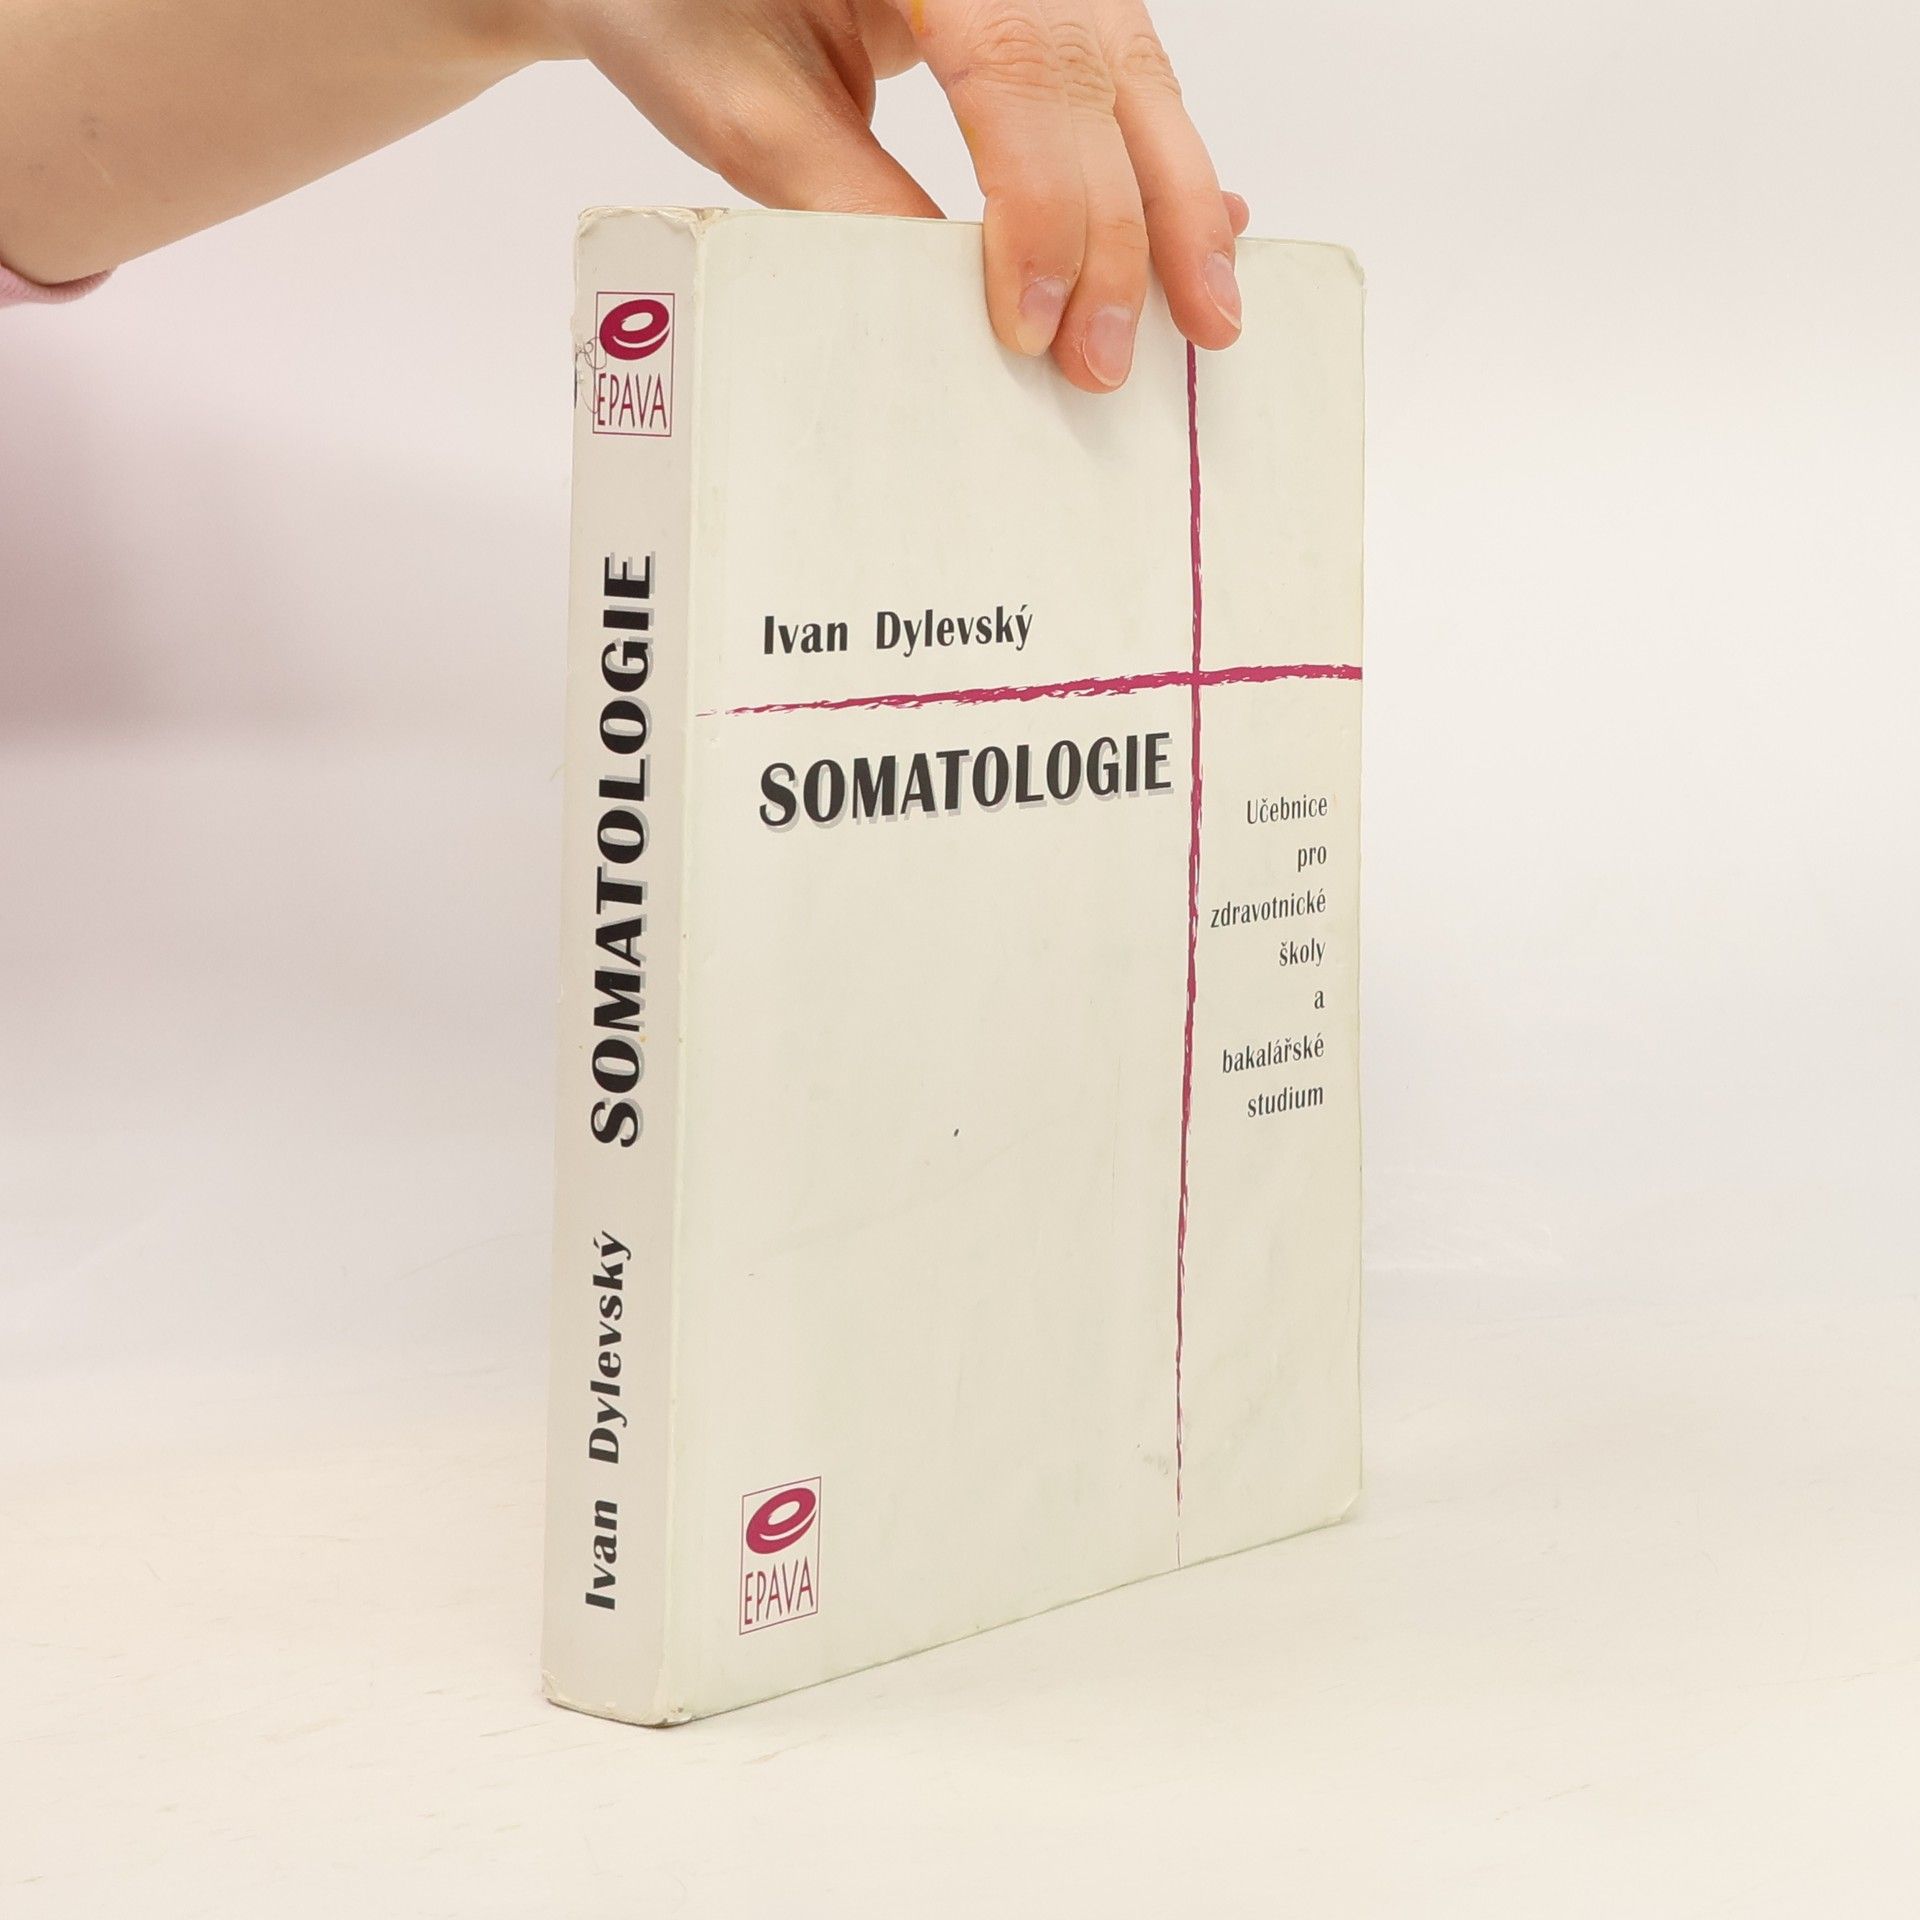 EPAVA
Ivan Dylevský SOMATOLOGIE
Ivan Dylevský
SOMATOLOGIE
Učebnice
pro
zdravotnické
školy
a
bakalářské
studium
EPAVA